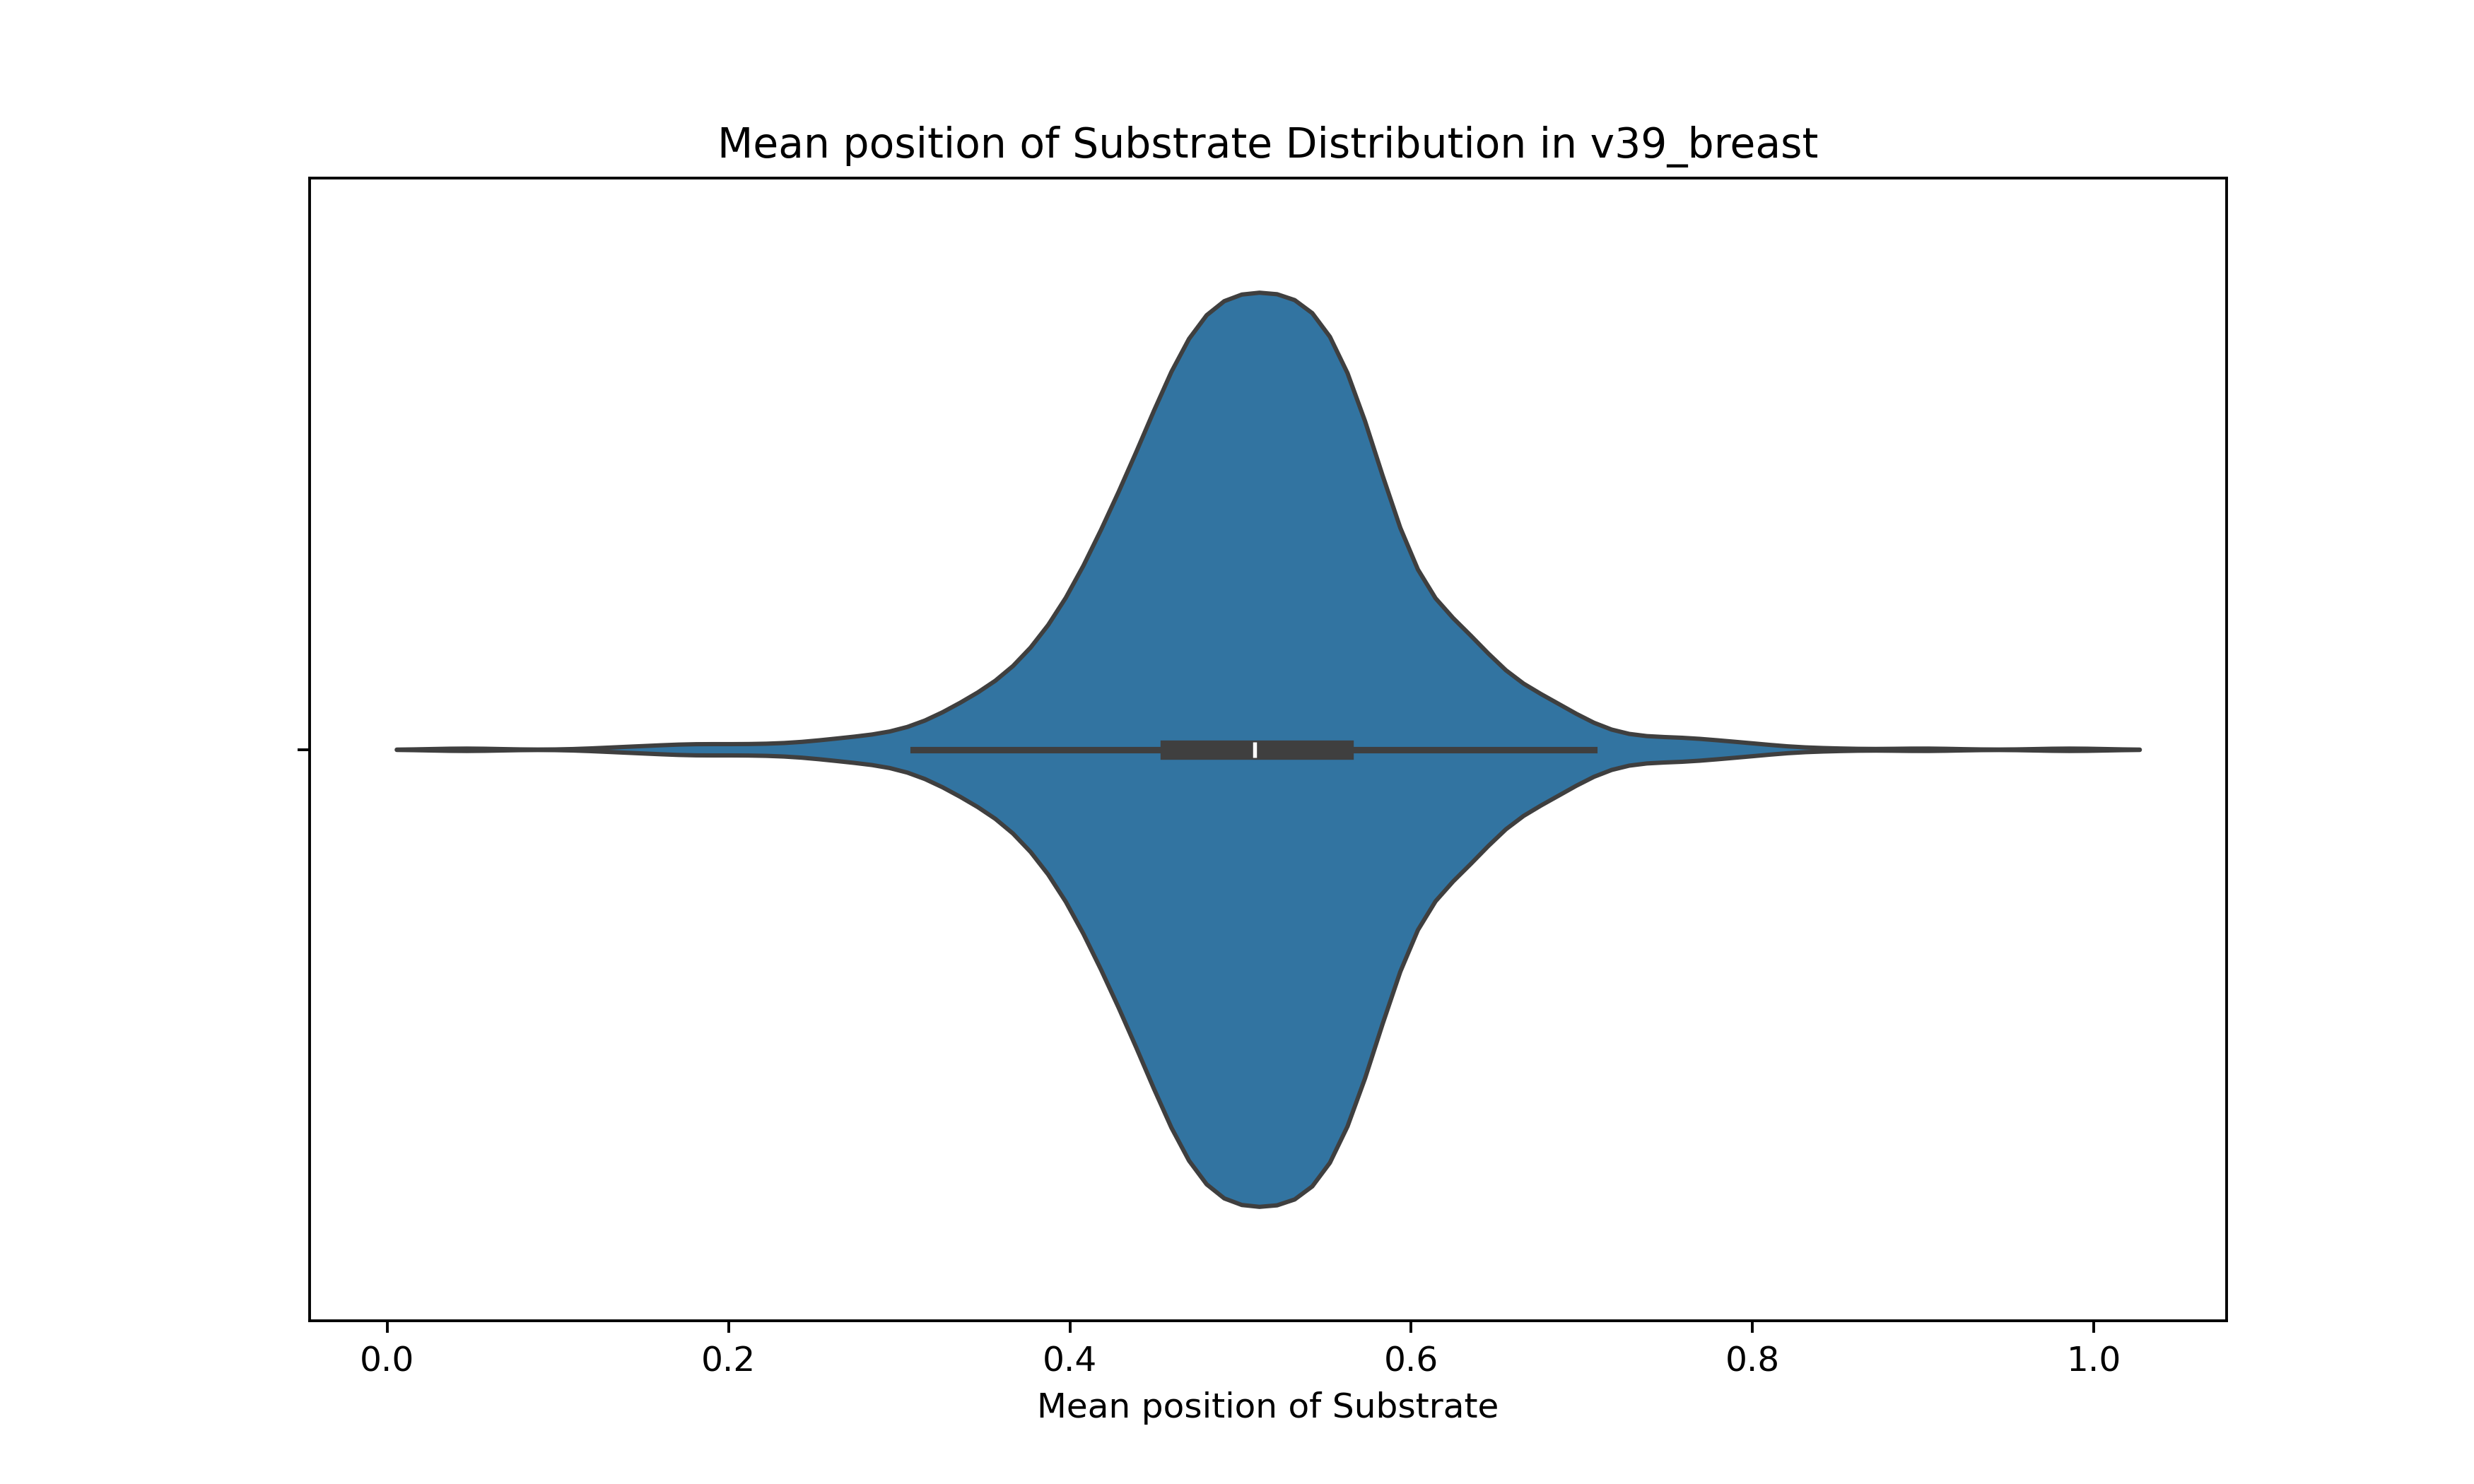 Mean position of Substrate Distribution in v39_breast
0.0 0.2 0.4 0.6 0.8 1.0
Mean position of Substrate